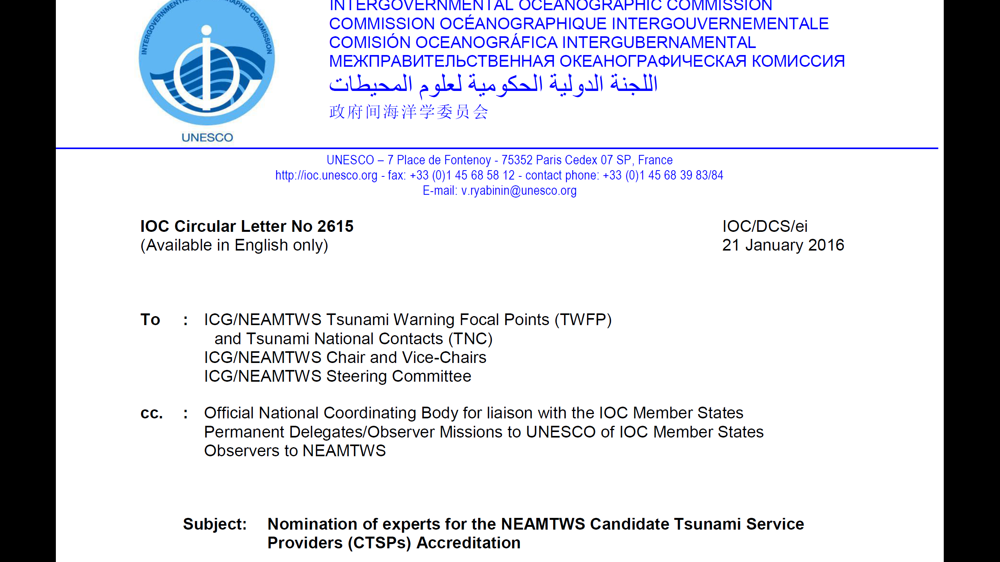 INTERGOVERNMENTAL OCEANOGRAPHIC COMMISSION
UNESCO
INTERGOVERNMENTAL OCEANOGRAPHIC COMMISSION
COMMISSION OCÉANOGRAPHIQUE INTERGOUVERNEMENTALE
COMISIÓN OCEANOGRÁFICA INTERGUBERNAMENTAL
МЕЖПРАВИТЕЛЬСТВЕННАЯ ОКЕАНОГРАФИЧЕСКАЯ КОМИССИЯ
اللجنة الدولية الحكومية لعلوم المحيطات
政府间海洋学委员会
UNESCO – 7 Place de Fontenoy - 75352 Paris Cedex 07 SP, France
http://ioc.unesco.org - fax: +33 (0)1 45 68 58 12 - contact phone: +33 (0)1 45 68 39 83/84
E-mail: v.ryabinin@unesco.org
IOC Circular Letter No 2615
(Available in English only)
IOC/DCS/ei
21 January 2016
To : ICG/NEAMTWS Tsunami Warning Focal Points (TWFP)
and Tsunami National Contacts (TNC)
ICG/NEAMTWS Chair and Vice-Chairs
ICG/NEAMTWS Steering Committee
cc. : Official National Coordinating Body for liaison with the IOC Member States
Permanent Delegates/Observer Missions to UNESCO of IOC Member States
Observers to NEAMTWS
Subject: Nomination of experts for the NEAMTWS Candidate Tsunami Service
Providers (CTSPs) Accreditation